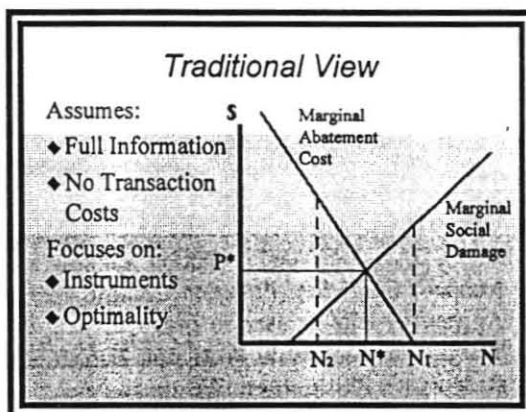 Traditional View
Assumes:
◆ Full Information
◆ No Transaction
Costs
Focuses on:
◆ Instruments
◆ Optimality
$
Marginal
Abatement
Cost
Marginal
Social
Damage
P*
N₂ N* N₁ N